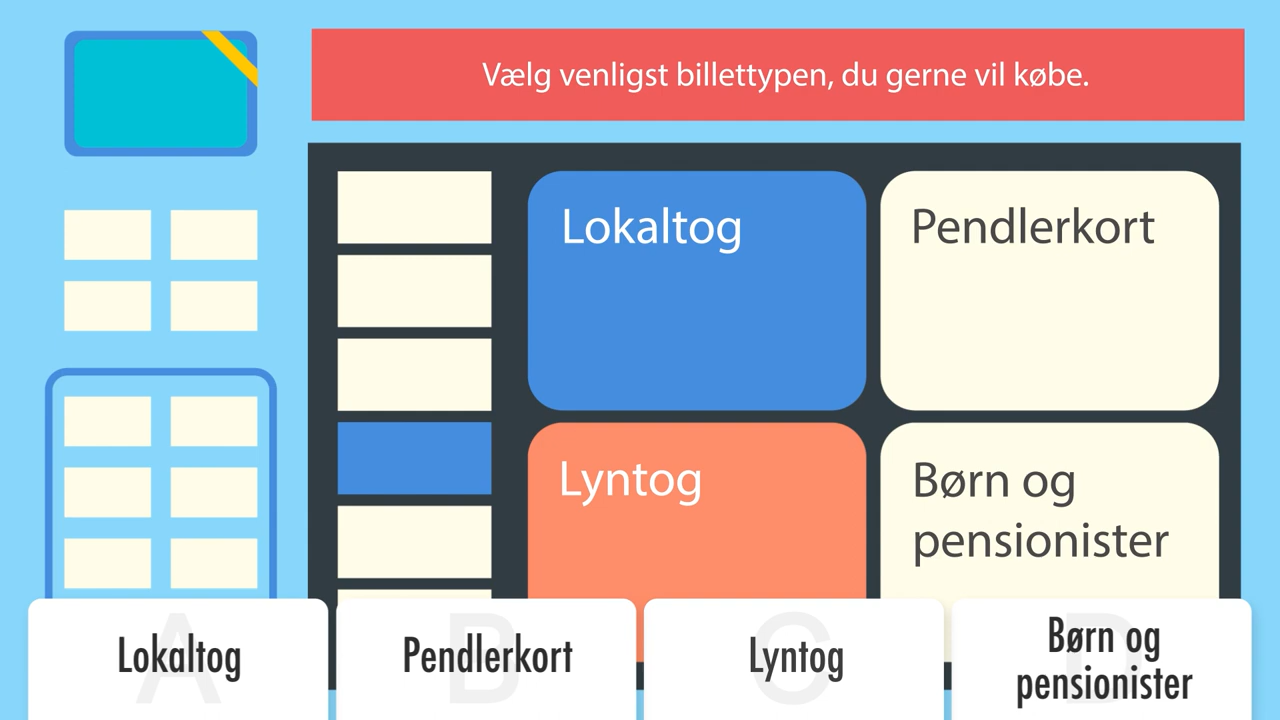 Vælg venligst billettypen, du gerne vil købe.
Lokaltog
Pendlerkort
Lyntog
Børn og
pensionister
A
Lokaltog
B
Pendlerkort
C
Lyntog
D
Børn og
pensionister